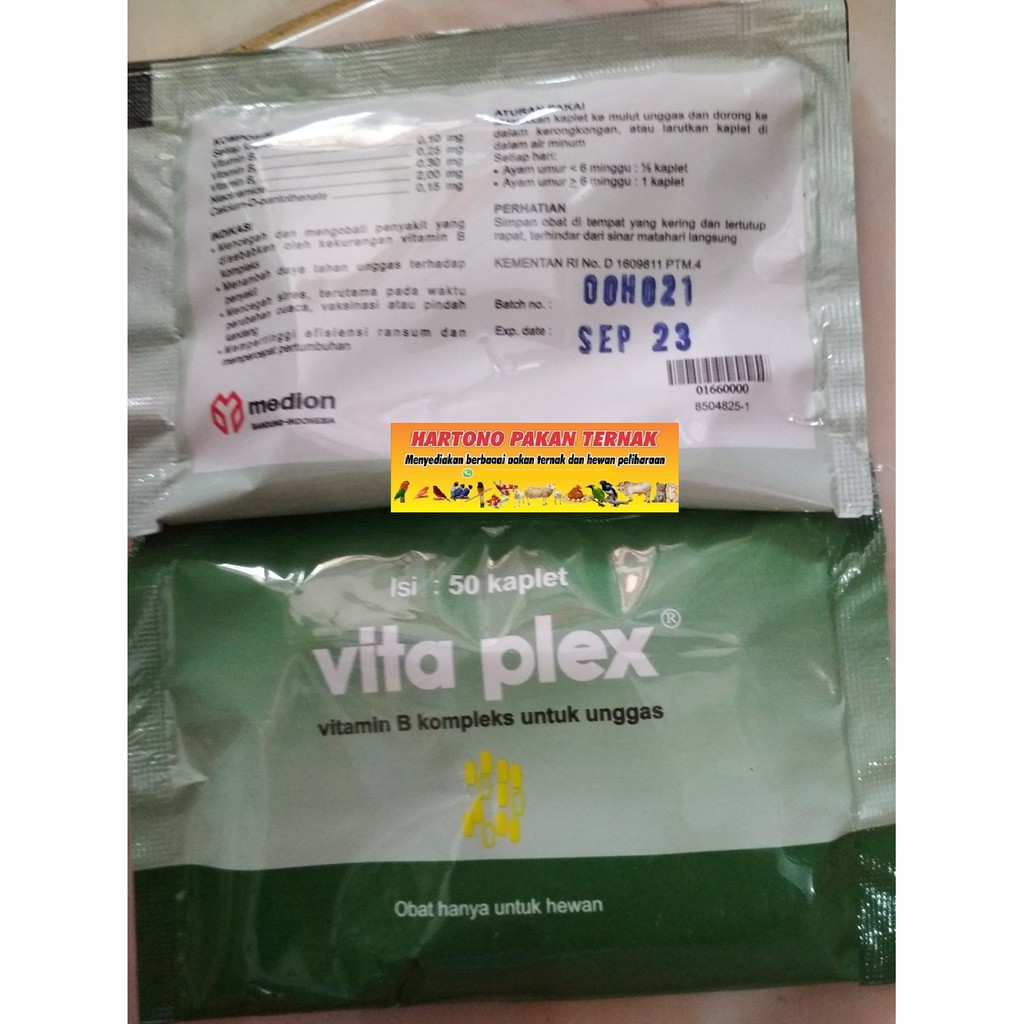 KOMPOSISI
Setiap
Vitamin B
0,10 mg
Vitamin B
0,25 mg
Vitamin B
0,30 mg
Niacinamide
2,00 mg
Calcium-D-pantothenate
0,15 mg
INDIKASI
• Mencegah dan mengobati penyakit yang
disebabkan oleh kekurangan vitamin B
kompleks
• Menambah daya tahan unggas terhadap
penyakit
• Mencegah stres, terutama pada waktu
perubahan cuaca, vaksinasi atau pindah
kandang
• Mempertinggi efisiensi ransum dan
mempercepat pertumbuhan
medion
BANDUNG-INDONESIA
ATURAN PAKAI
kaplet ke mulut unggas dan dorong ke
dalam kerongkongan, atau larutkan kaplet di
dalam air minum
Setiap hari:
• Ayam umur < 6 minggu : ½ kaplet
• Ayam umur ≥ 6 minggu : 1 kaplet
PERHATIAN
Simpan obat di tempat yang kering dan tertutup
rapat, terhindar dari sinar matahari langsung
KEMENTAN RI No. D 1609811 PTM.4
Batch no. : 00H021
Exp. date : SEP 23
01660000
8504825-1
HARTONO PAKAN TERNAK
Menyediakan berbagai pakan ternak dan hewan peliharaan
Isi : 50 kaplet
vita plex®
vitamin B kompleks untuk unggas
Obat hanya untuk hewan